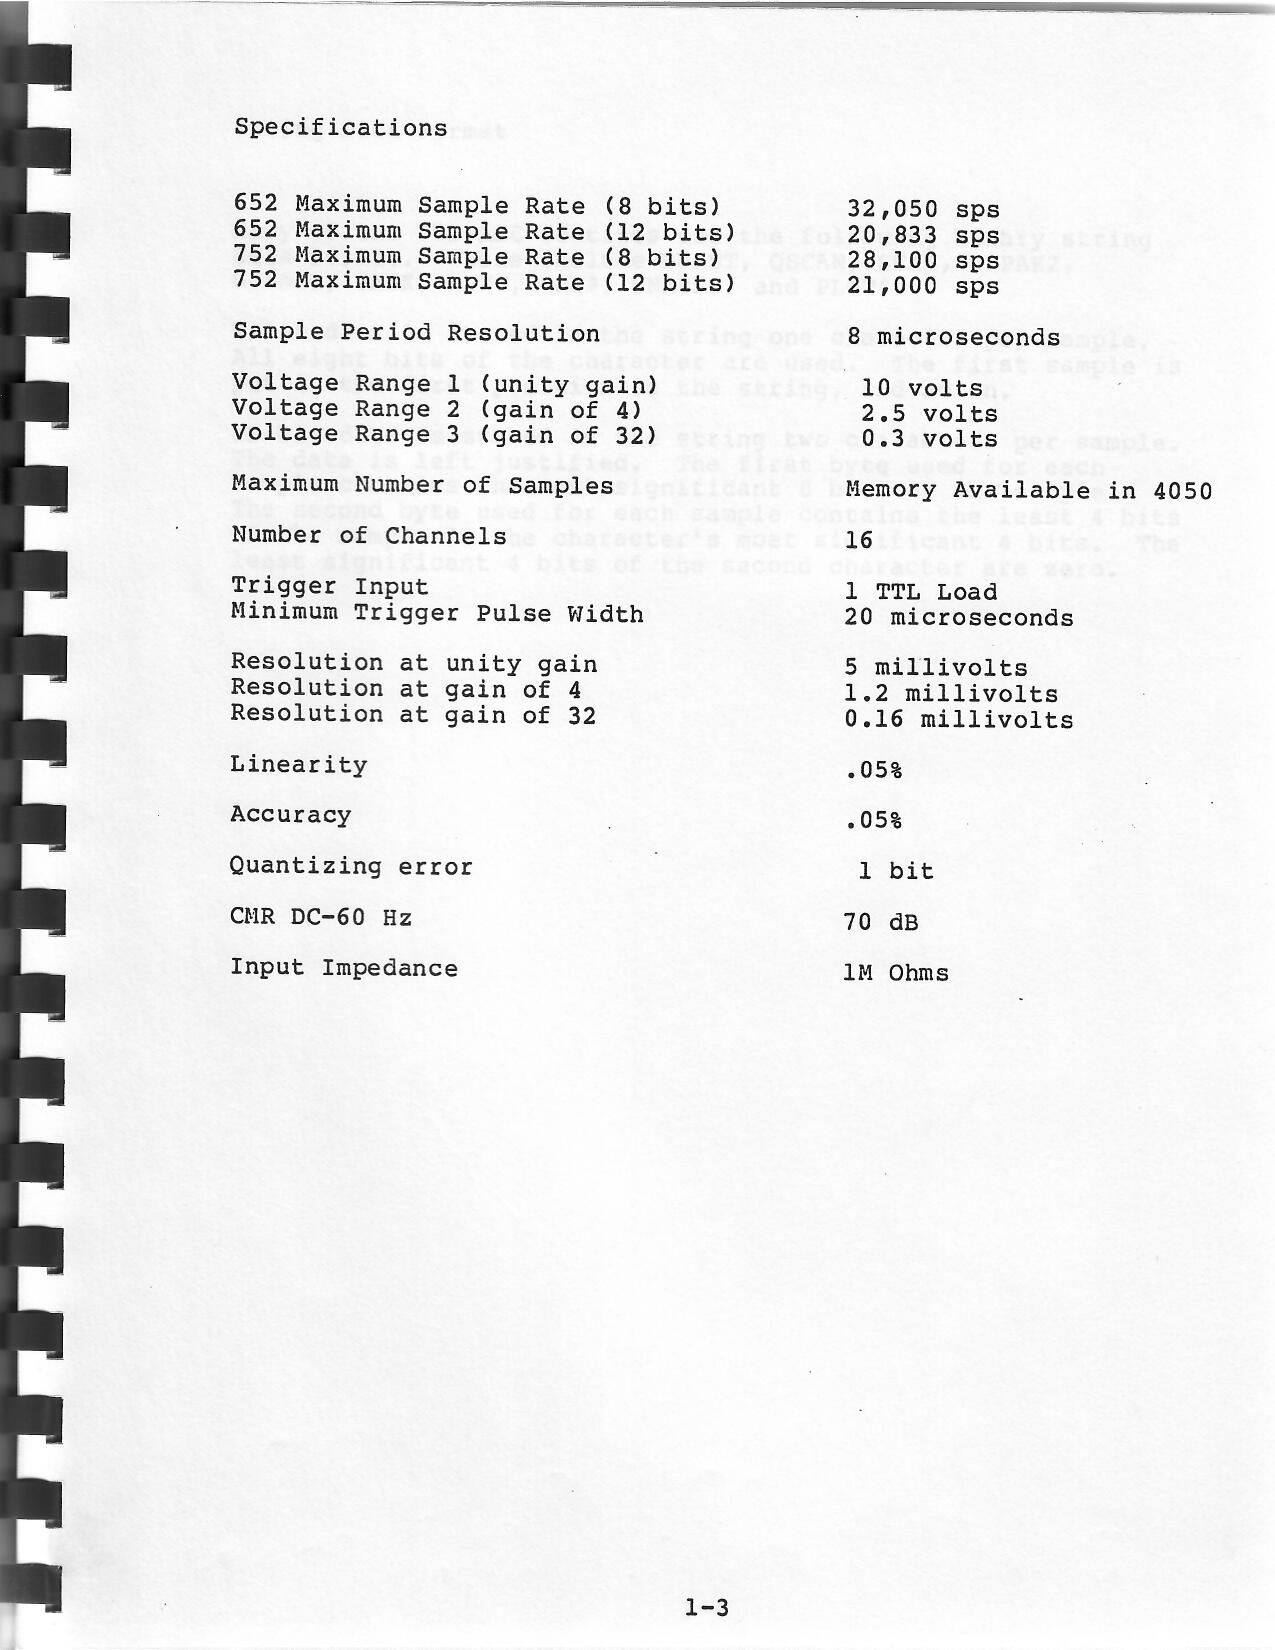 Specifications
652 Maximum Sample Rate (8 bits) 32,050 sps
652 Maximum Sample Rate (12 bits) 20,833 sps
752 Maximum Sample Rate (8 bits) 28,100 sps
752 Maximum Sample Rate (12 bits) 21,000 sps
Sample Period Resolution 8 microseconds
Voltage Range 1 (unity gain) 10 volts
Voltage Range 2 (gain of 4) 2.5 volts
Voltage Range 3 (gain of 32) 0.3 volts
Maximum Number of Samples Memory Available in 4050
Number of Channels 16
Trigger Input 1 TTL Load
Minimum Trigger Pulse Width 20 microseconds
Resolution at unity gain 5 millivolts
Resolution at gain of 4 1.2 millivolts
Resolution at gain of 32 0.16 millivolts
Linearity .05%
Accuracy .05%
Quantizing error 1 bit
CMR DC-60 Hz 70 dB
Input Impedance 1M Ohms
1-3